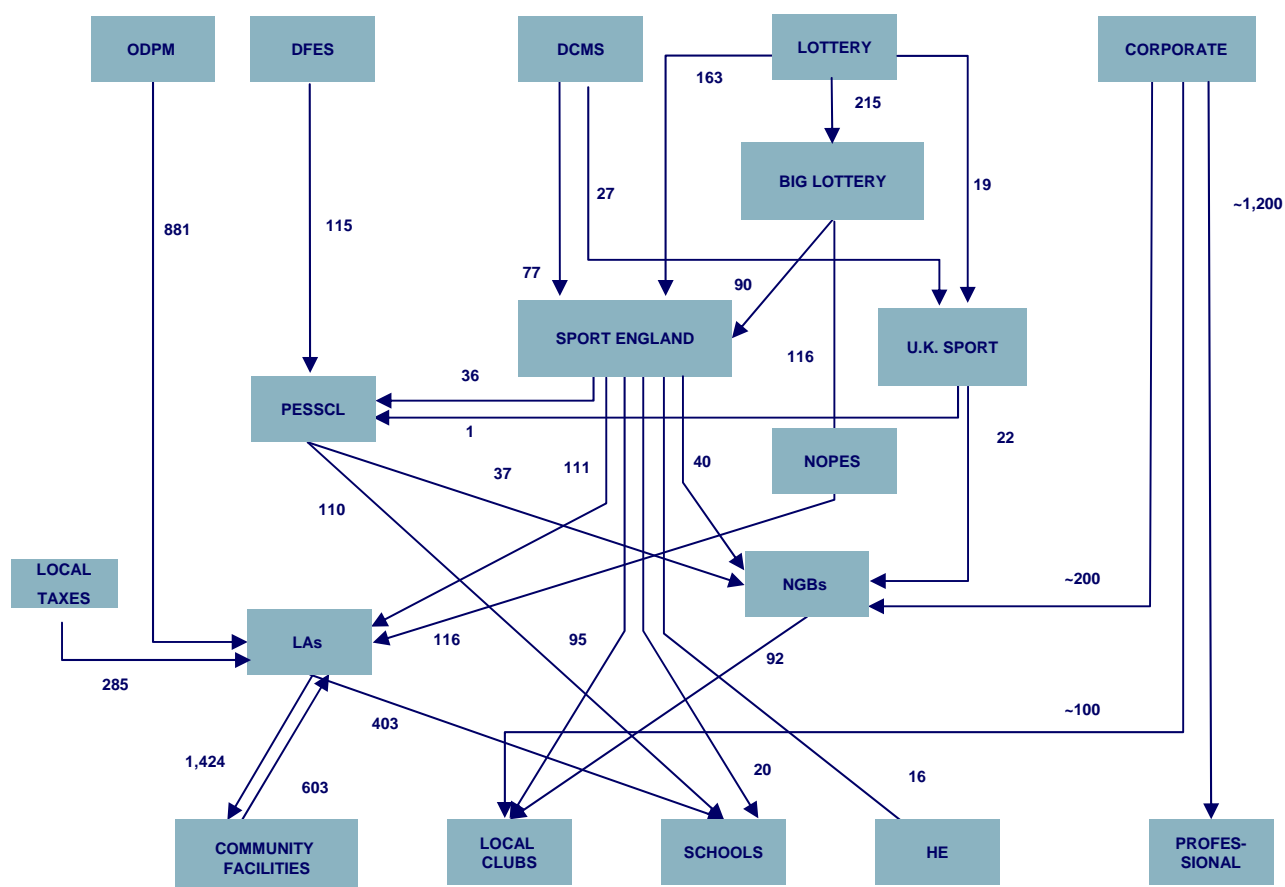 ODPM
DFES
DCMS
LOTTERY
CORPORATE
163
215
27
19
~1,200
881
115
77
90
BIG LOTTERY
SPORT ENGLAND
U.K. SPORT
116
36
PESSCL
1
22
37
111
40
NOPES
110
LOCAL
TAXES
NGBs
~200
LAs
116
95
92
285
403
~100
1,424
603
20
16
COMMUNITY
FACILITIES
LOCAL
CLUBS
SCHOOLS
HE
PROFES-
SIONAL